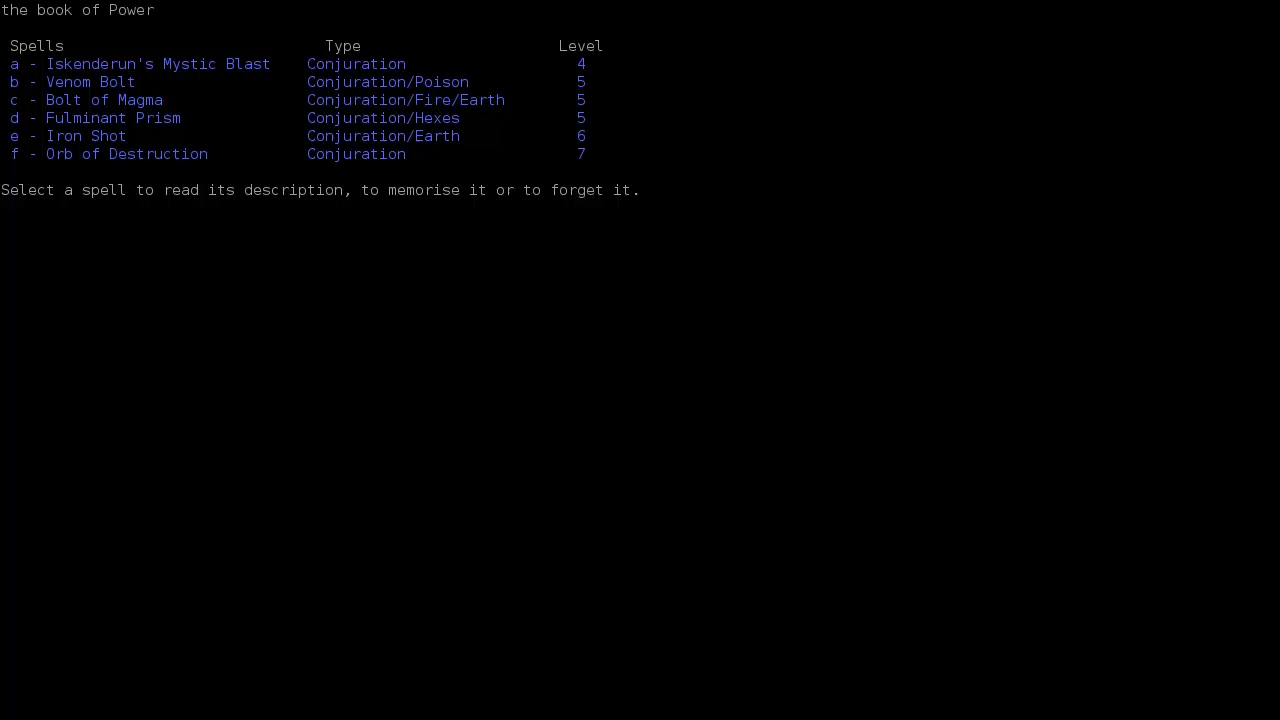 the book of Power
Spells Type Level
a - Iskenderun's Mystic Blast Conjuration 4
b - Venom Bolt Conjuration/Poison 5
c - Bolt of Magma Conjuration/Fire/Earth 5
d - Fulminant Prism Conjuration/Hexes 5
e - Iron Shot Conjuration/Earth 6
f - Orb of Destruction Conjuration 7
Select a spell to read its description, to memorise it or to forget it.